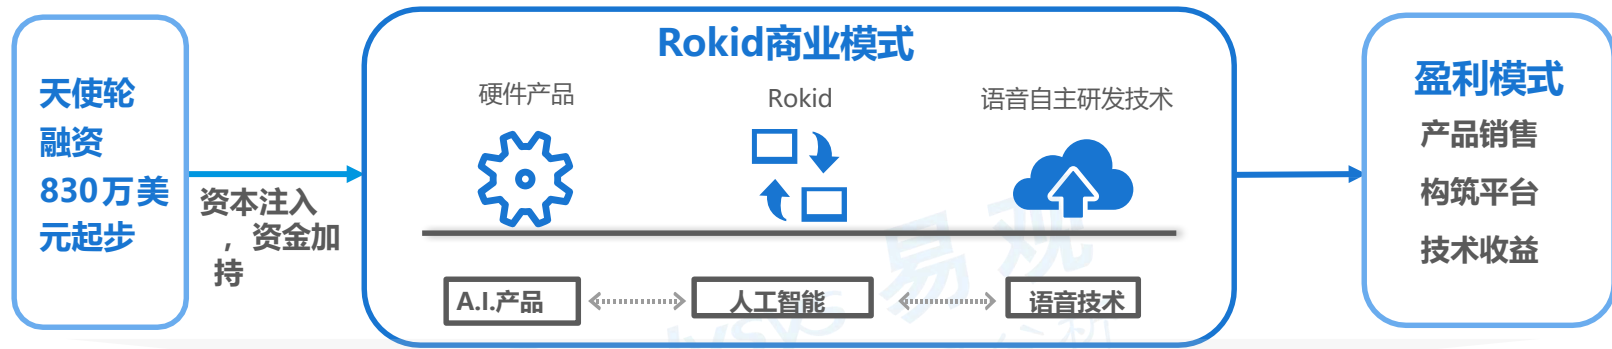 天使轮
融资
830万美
元起步
资本注入
，资金加
持
Rokid商业模式
硬件产品
Rokid
语音自主研发技术
A.I.产品
人工智能
语音技术
盈利模式
产品销售
构筑平台
技术收益
易观